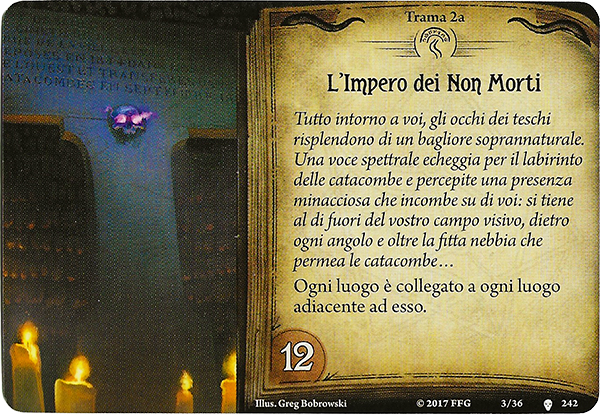 Trama 2a
L'Impero dei Non Morti
Tutto intorno a voi, gli occhi dei teschi
risplendono di un bagliore soprannaturale.
Una voce spettrale echeggia per il labirinto
delle catacombe e percepite una presenza
minacciosa che incombe su di voi: si tiene
al di fuori del vostro campo visivo, dietro
ogni angolo e oltre la fitta nebbia che
permea le catacombe…
Ogni luogo è collegato a ogni luogo
adiacente ad esso.
12
Illus. Greg Bobrowski
© 2017 FFG
3/36
242